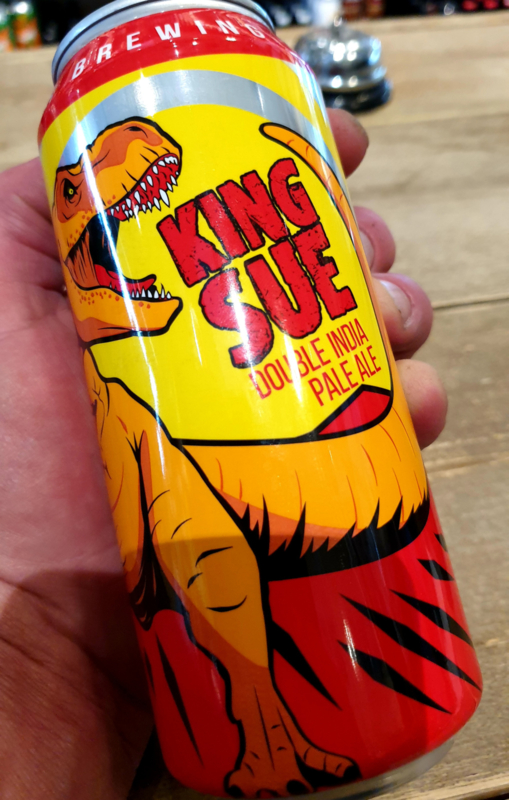 BREWING
KING
SUE
DOUBLE INDIA
PALE ALE